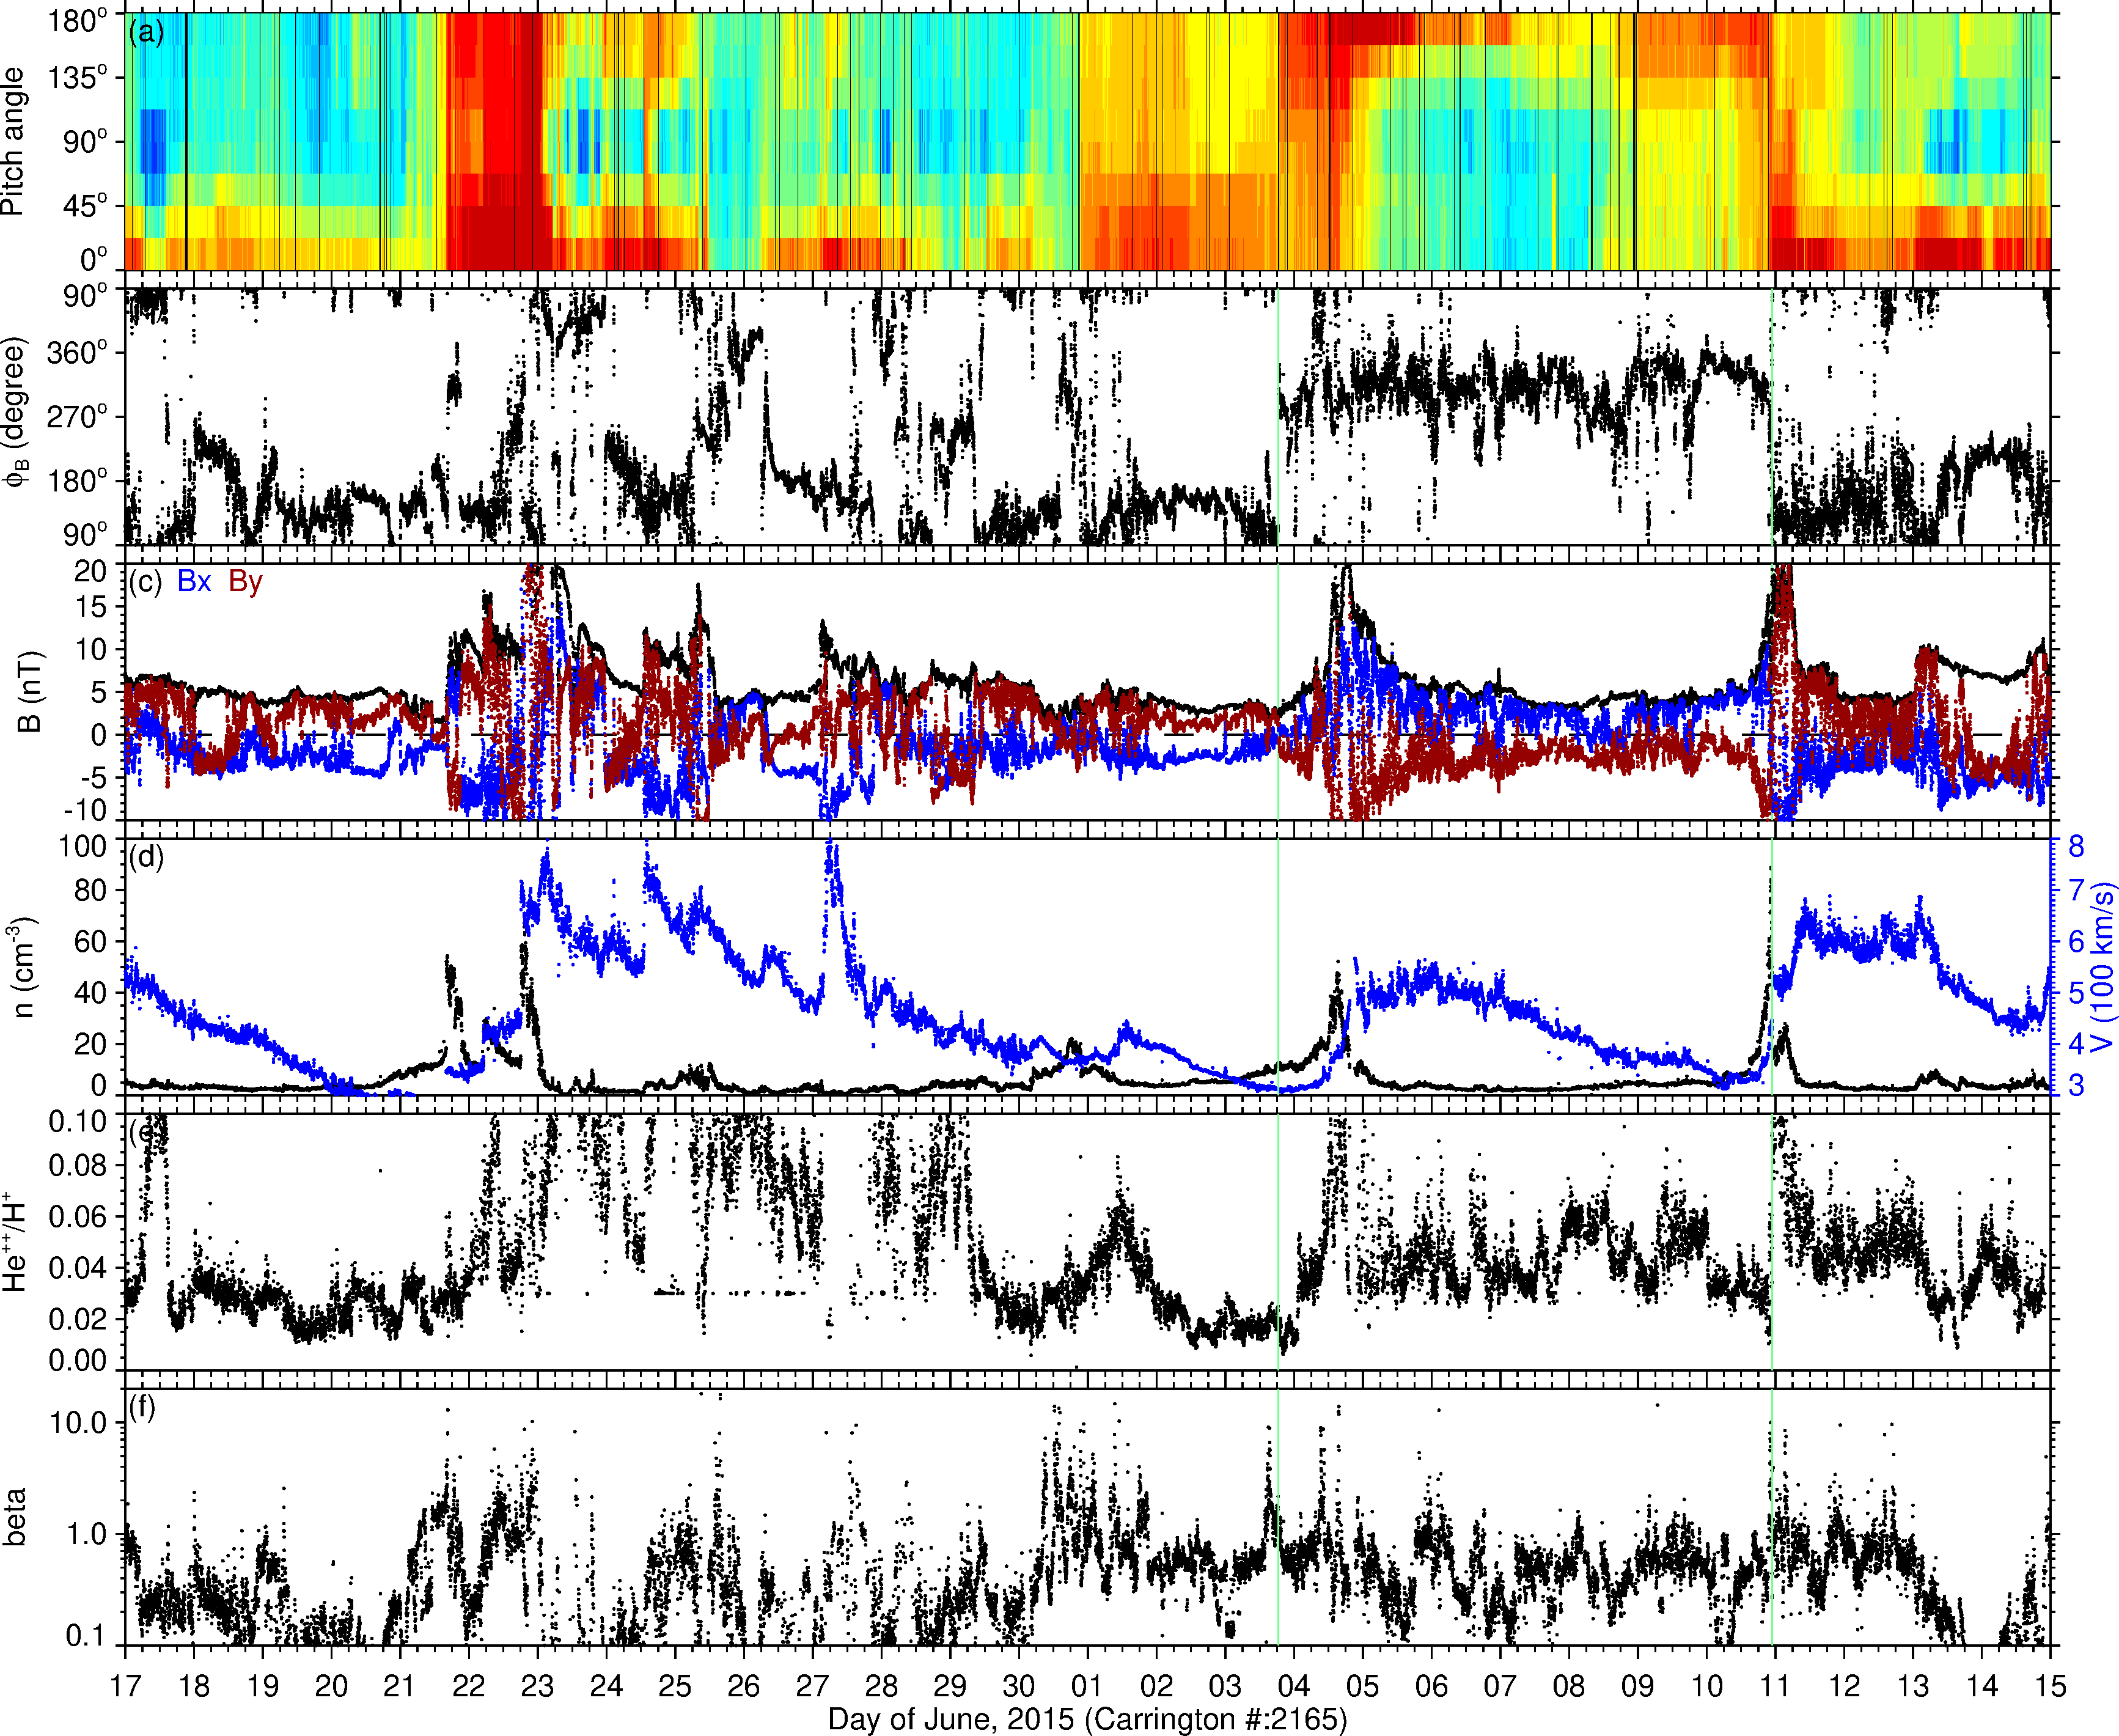 (a)
180°
135°
90°
45°
0°
Pitch angle
90°
360°
270°
180°
90°
ϕB (degree)
(c) Bx By
20
15
10
5
0
-5
-10
B (nT)
(d)
100
80
60
40
20
0
n (cm-3)
8
7
6
5
4
3
V (100 km/s)
(e)
0.10
0.08
0.06
0.04
0.02
0.00
He++/H+
(f)
10.0
1.0
0.1
beta
17 18 19 20 21 22 23 24 25 26 27 28 29 30 01 02 03 04 05 06 07 08 09 10 11 12 13 14 15
Day of June, 2015 (Carrington #:2165)